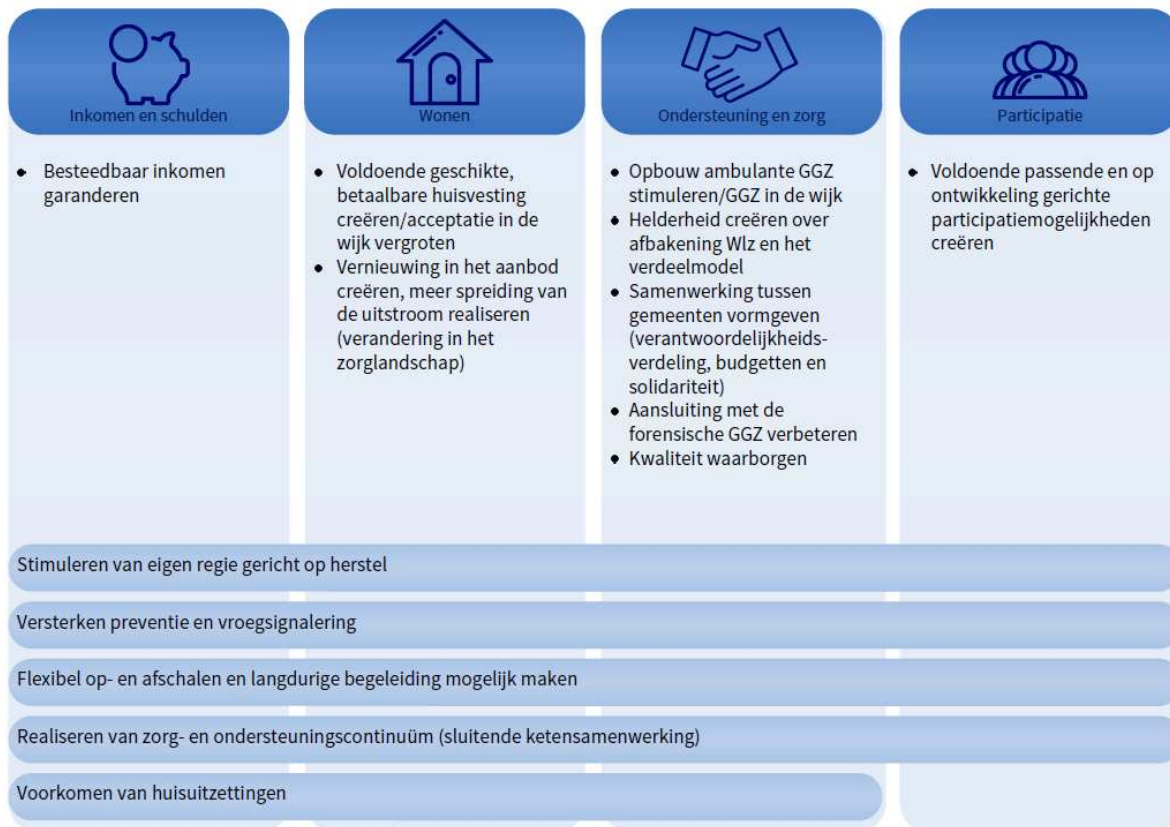 Inkomen en schulden
Besteedbaar inkomen
garanderen
Wonen
Voldoende geschikte,
betaalbare huisvesting
creëren/acceptatie in de
wijk vergroten
Vernieuwing in het aanbod
creëren, meer spreiding van
de uitstroom realiseren
(verandering in het
zorglandschap)
Ondersteuning en zorg
Opbouw ambulante GGZ
stimuleren/GGZ in de wijk
Helderheid creëren over
afbakening Wlz en het
verdeelmodel
Samenwerking tussen
gemeenten vormgeven
(verantwoordelijkheids-
verdeling, budgetten en
solidariteit)
Aansluiting met de
forensische GGZ verbeteren
Kwaliteit waarborgen
Participatie
Voldoende passende en op
ontwikkeling gerichte
participatiemogelijkheden
creëren
Stimuleren van eigen regie gericht op herstel
Versterken preventie en vroegsignalering
Flexibel op- en afschalen en langdurige begeleiding mogelijk maken
Realiseren van zorg- en ondersteuningscontinuüm (sluitende ketensamenwerking)
Voorkomen van huisuitzettingen